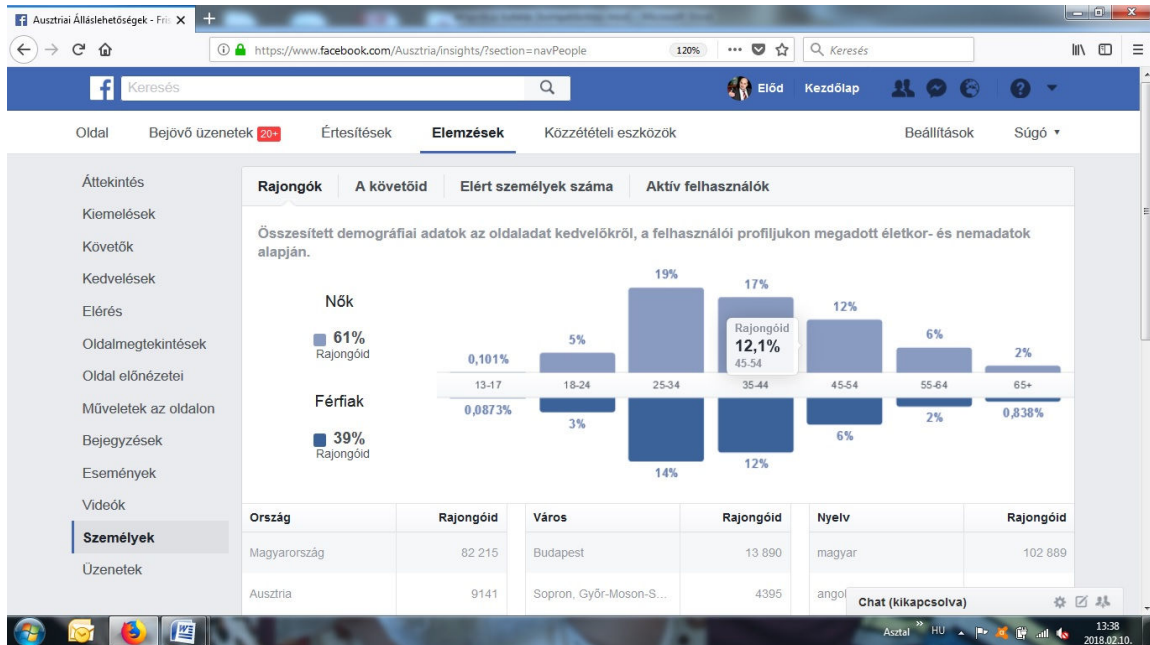 Ausztriai Álláslehetőségek - Fris
https://www.facebook.com/Ausztria/insights/?section=navPeople
120%
Keresés
Keresés
Előd
Kezdőlap
Oldal
Bejövő üzenetek 20+
Értesítések
Elemzések
Közzétételi eszközök
Beállítások
Súgó
Áttekintés
Kiemelések
Követők
Kedvelések
Elérés
Oldalmegtekintések
Oldal előnézetei
Műveletek az oldalon
Bejegyzések
Események
Videók
Személyek
Üzenetek
Rajongók
A követőid
Elért személyek száma
Aktív felhasználók
Összesített demográfiai adatok az oldaladat kedvelőkről, a felhasználói profiljukon megadott életkor- és nemadatok
alapján.
Nők
61%
Rajongóid
0,101%
5%
19%
17%
12%
6%
2%
Rajongóid
12,1%
45-54
13-17
18-24
25-34
35-44
45-54
55-64
65+
Férfiak
39%
Rajongóid
0,0873%
3%
14%
12%
6%
2%
0,838%
Ország Rajongóid
Magyarország 82 215
Ausztria 9141
Város Rajongóid
Budapest 13 890
Sopron, Győr-Moson-S... 4395
Nyelv Rajongóid
magyar 102 889
angol
Chat (kikapcsolva)
Asztal
HU
13:38
2018.02.10.